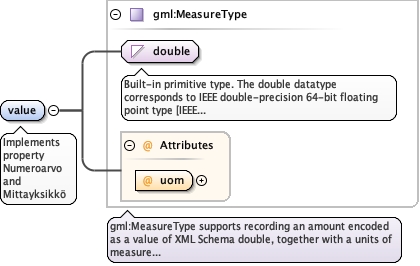 gml:MeasureType
double
Built-in primitive type. The double datatype
corresponds to IEEE double-precision 64-bit floating
point type [IEEE...
value
Implements
property
Numeroarvo
and
Mittayksikkö
@ Attributes
@ uom
gml:MeasureType supports recording an amount encoded
as a value of XML Schema double, together with a units of
measure...